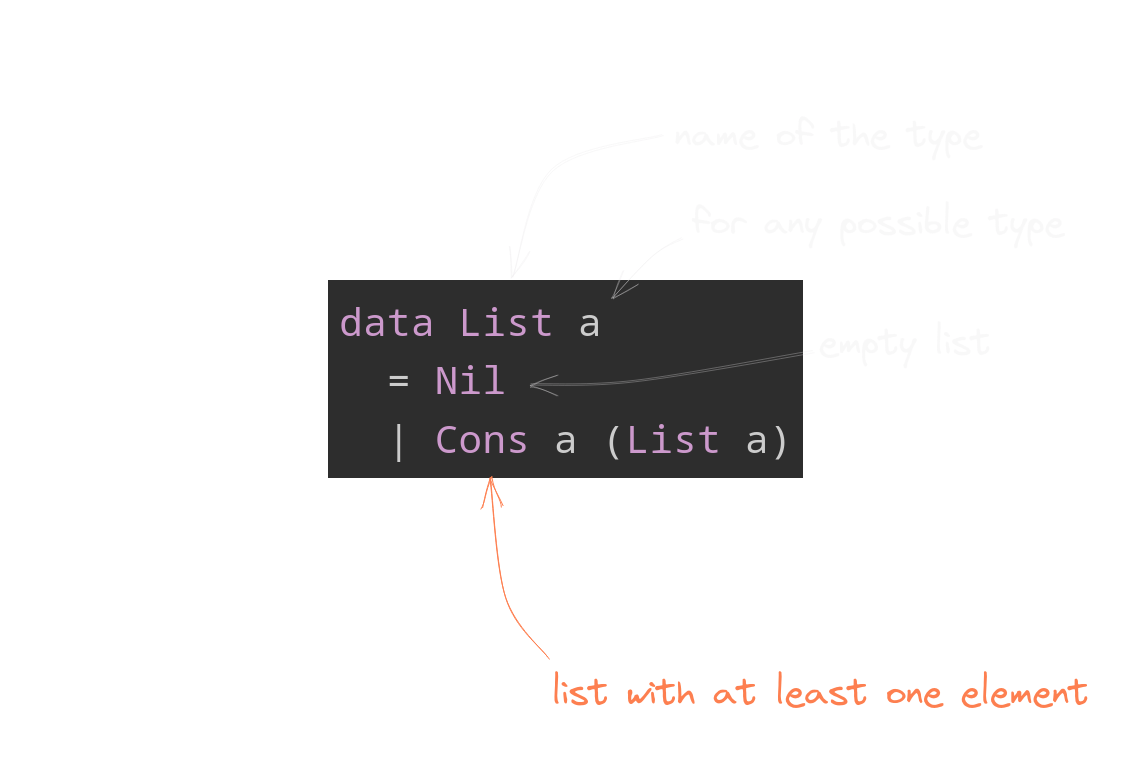 name of the type
for any possible type
data List a
= Nil
empty list
| Cons a (List a)
list with at least one element